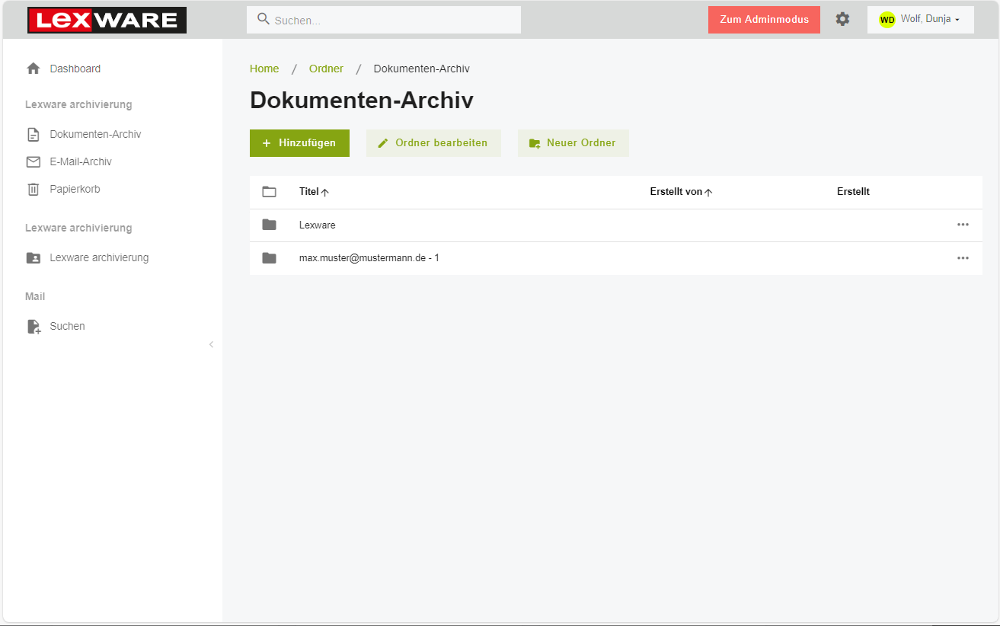 LEXWARE
Suchen...
Zum Adminmodus
WD Wolf, Dunja
Dashboard
Lexware archivierung
Dokumenten-Archiv
E-Mail-Archiv
Papierkorb
Lexware archivierung
Lexware archivierung
Mail
Suchen
Home / Ordner / Dokumenten-Archiv
Dokumenten-Archiv
+ Hinzufügen
Ordner bearbeiten
Neuer Ordner
Titel↑ Erstellt von↑ Erstellt
Lexware
max.muster@mustermann.de - 1